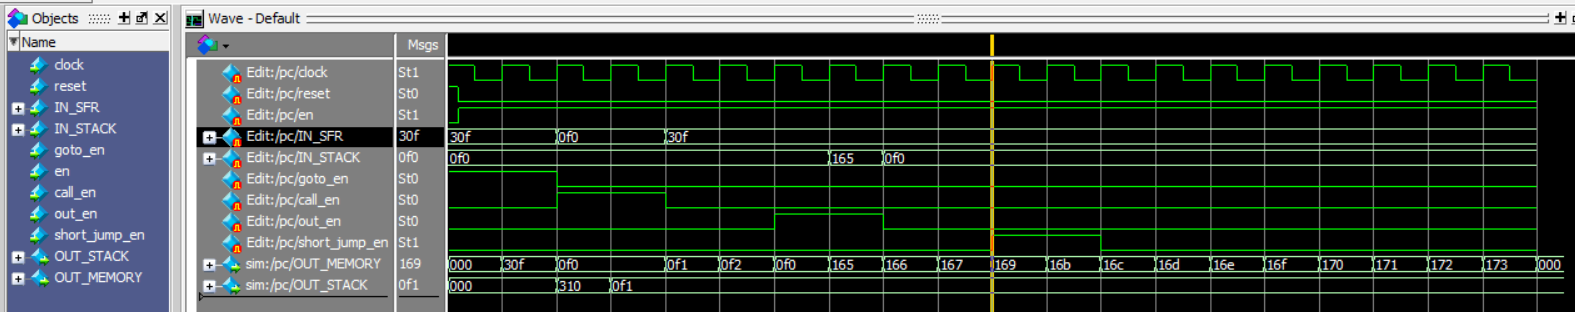 Objects
Wave - Default
Name
Msgs
clock
reset
IN_SFR
IN_STACK
goto_en
en
call_en
out_en
short_jump_en
OUT_STACK
OUT_MEMORY
Edit:/pc/clock St1
Edit:/pc/reset St0
Edit:/pc/en St1
Edit:/pc/IN_SFR 30f 30f 0f0 30f
Edit:/pc/IN_STACK 0f0 0f0 165 0f0
Edit:/pc/goto_en St0
Edit:/pc/call_en St0
Edit:/pc/out_en St0
Edit:/pc/short_jump_en St1
sim:/pc/OUT_MEMORY 169 000 30f 0f0 0f1 0f2 0f0 165 166 167 169 16b 16c 16d 16e 16f 170 171 172 173 000
sim:/pc/OUT_STACK 0f1 000 310 0f1